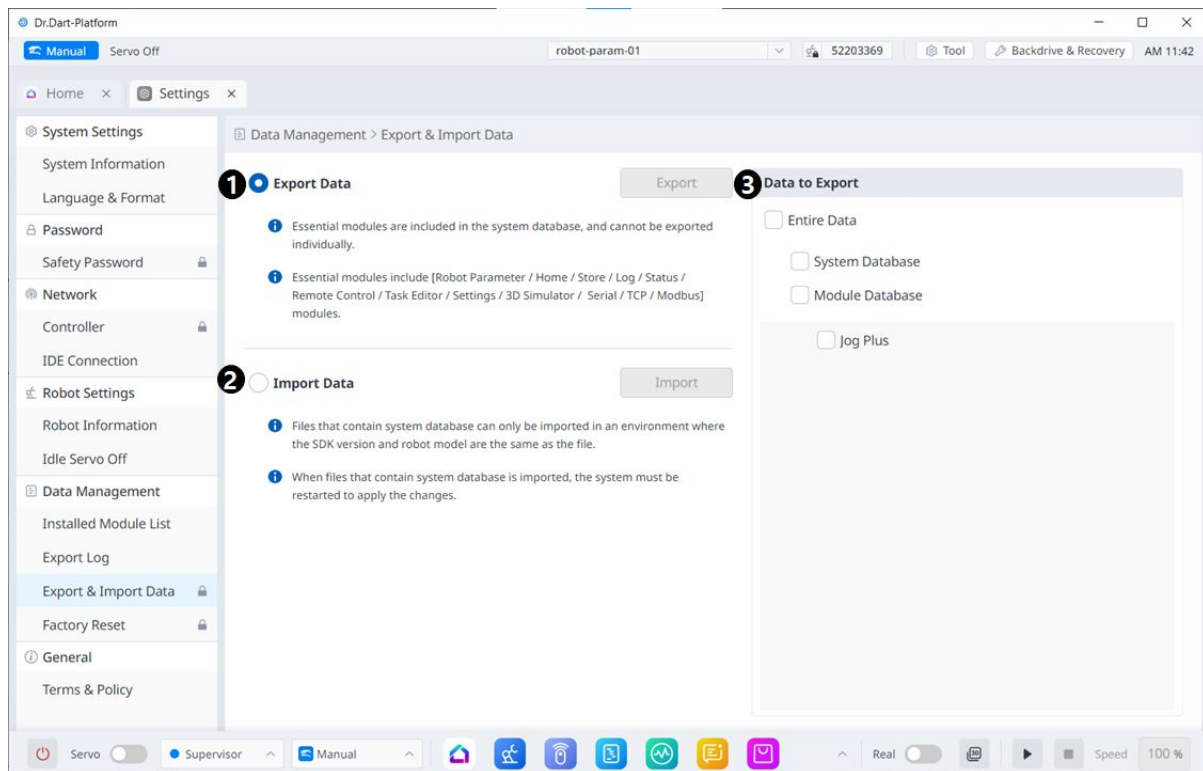 Dr.Dart-Platform
Manual Servo Off robot-param-01 52203369 Tool Backdrive & Recovery AM 11:42
Home Settings
System Settings
System Information
Language & Format
Password
Safety Password
Network
Controller
IDE Connection
Robot Settings
Robot Information
Idle Servo Off
Data Management
Installed Module List
Export Log
Export & Import Data
Factory Reset
General
Terms & Policy
Data Management > Export & Import Data
1 Export Data Export
Essential modules are included in the system database, and cannot be exported
individually.
Essential modules include [Robot Parameter / Home / Store / Log / Status /
Remote Control / Task Editor / Settings / 3D Simulator / Serial / TCP / Modbus]
modules.
2 Import Data Import
Files that contain system database can only be imported in an environment where
the SDK version and robot model are the same as the file.
When files that contain system database is imported, the system must be
restarted to apply the changes.
3 Data to Export
Entire Data
System Database
Module Database
Jog Plus
Servo Supervisor Manual Real 3D Speed 100 %